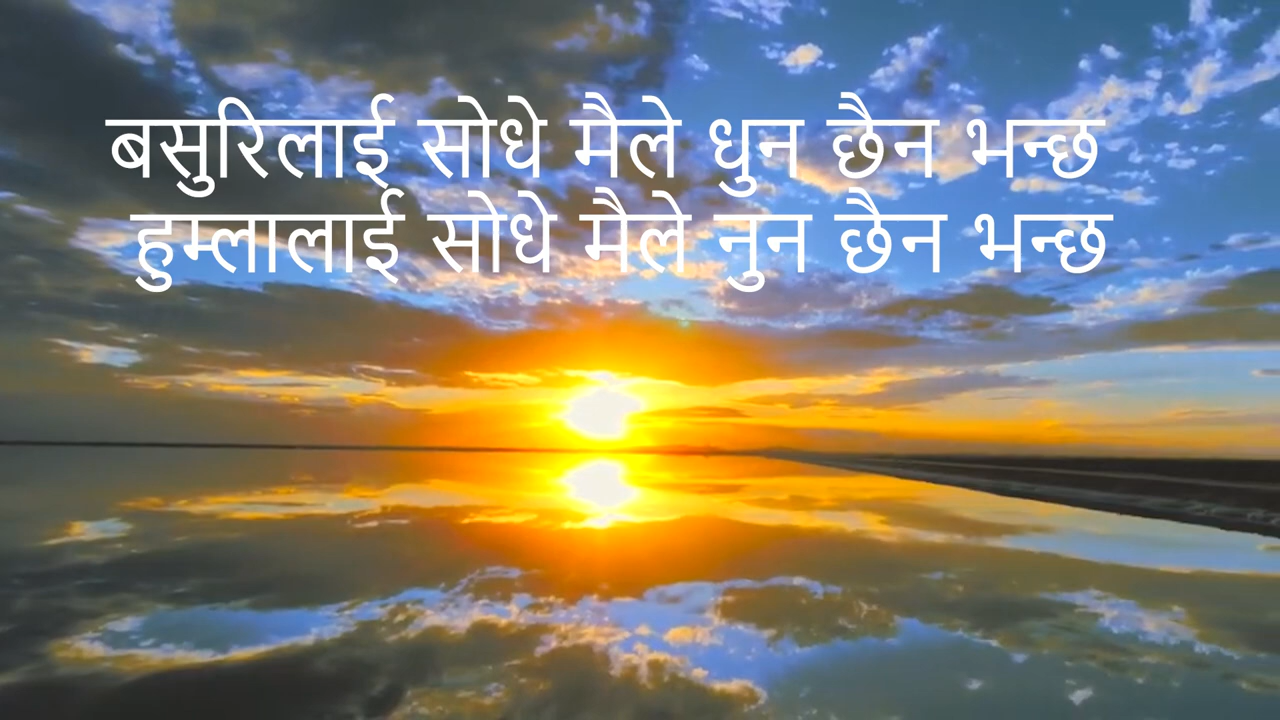 बसुरिलाई सोधे मैले धुन छैन भन्छ
हुम्लालाई सोधे मैले नुन छैन भन्छ